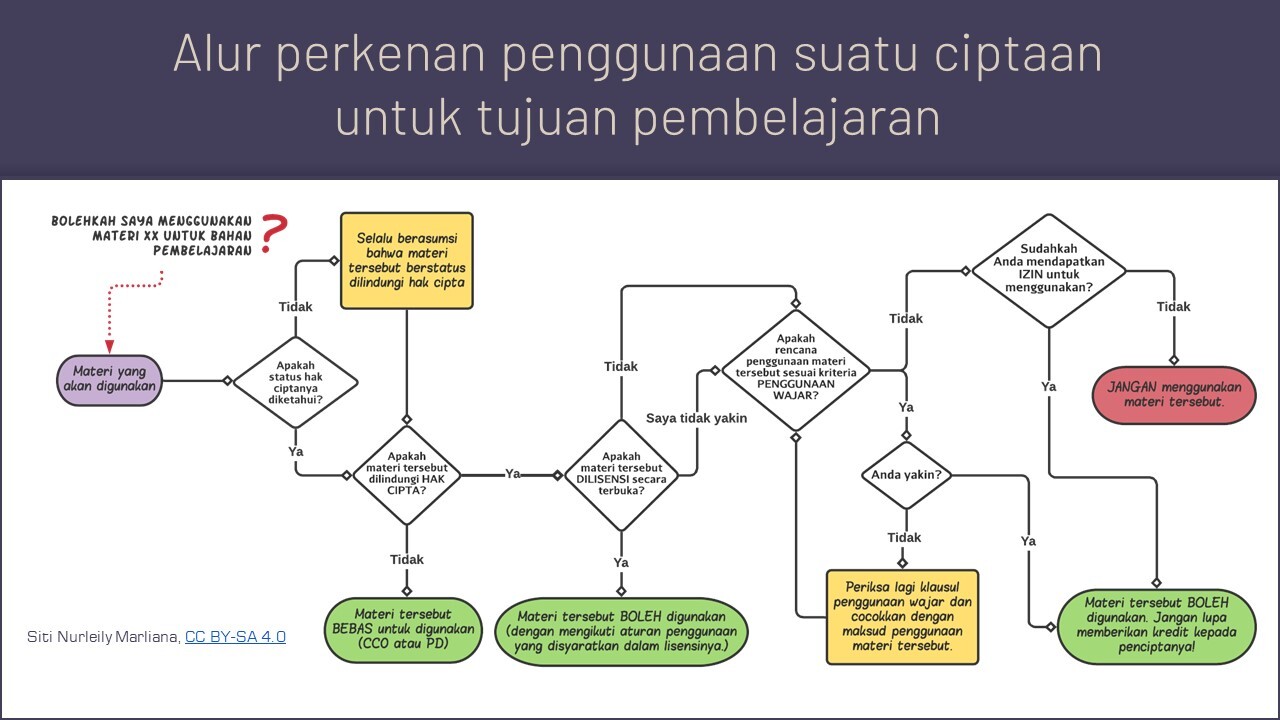 Alur perkenan penggunaan suatu ciptaan
untuk tujuan pembelajaran
BOLEHKAH SAYA MENGGUNAKAN
MATERI XX UNTUK BAHAN
PEMBELAJARAN
?
Materi yang
akan digunakan
Apakah
status hak
ciptanya
diketahui?
Tidak
Selalu berasumsi
bahwa materi
tersebut berstatus
dilindungi hak cipta
Ya
Apakah
materi tersebut
dilindungi HAK
CIPTA?
Tidak
Materi tersebut
BEBAS untuk digunakan
(CC0 atau PD)
Ya
Apakah
materi tersebut
DILISENSI secara
terbuka?
Ya
Materi tersebut BOLEH digunakan
(dengan mengikuti aturan penggunaan
yang disyaratkan dalam lisensinya.)
Tidak
Saya tidak yakin
Apakah
rencana
penggunaan materi
tersebut sesuai kriteria
PENGGUNAAN
WAJAR?
Tidak
Sudahkah
Anda mendapatkan
IZIN untuk
menggunakan?
Tidak
JANGAN menggunakan
materi tersebut.
Ya
Ya
Anda yakin?
Tidak
Periksa lagi klausul
penggunaan wajar dan
cocokkan dengan
maksud penggunaan
materi tersebut.
Ya
Materi tersebut BOLEH
digunakan. Jangan lupa
memberikan kredit kepada
penciptanya!
Siti Nurleily Marliana, CC BY-SA 4.0